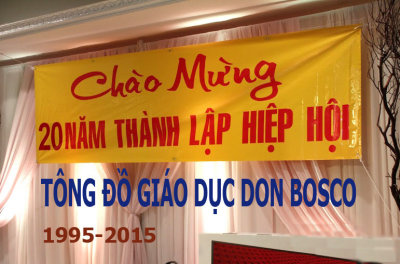 Chào Mừng
20 NĂM THÀNH LẬP HIỆP HỘI
TÔNG ĐỒ GIÁO DỤC DON BOSCO
1995-2015